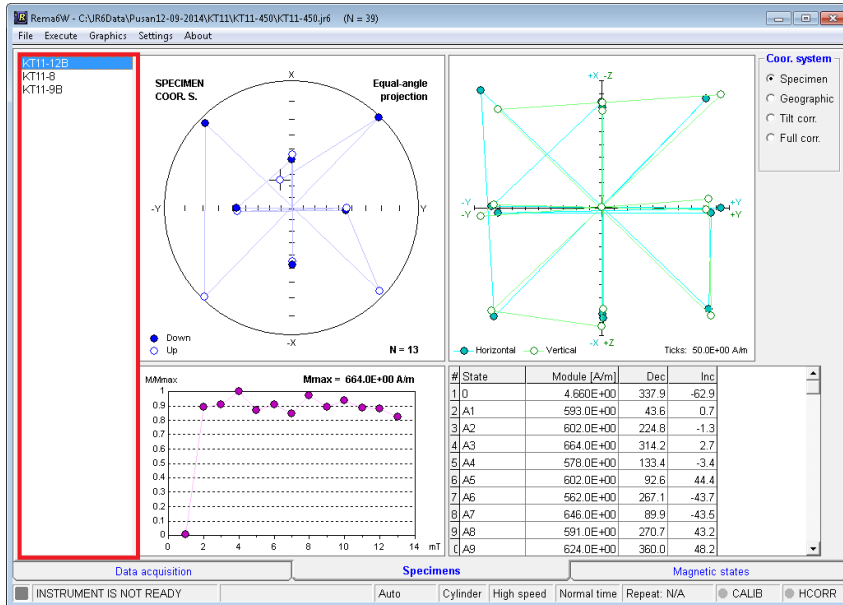 Rema6W - C:\JR6Data\Pusan12-09-2014\KT11\KT11-450\KT11-450.jr6 (N = 39)
File Execute Graphics Settings About
KT11-12B
KT11-8
KT11-9B
SPECIMEN
COOR. S.
X
Equal-angle
projection
-Y
Y
-X
Down
Up
N = 13
+X -Z
-Y
-Y
+Y
+Y
-X +Z
Horizontal Vertical
Ticks: 50.0E+00 A/m
Coor. system
Specimen
Geographic
Tilt corr.
Full corr.
M/Mmax
Mmax = 664.0E+00 A/m
1
0.9
0.8
0.7
0.6
0.5
0.4
0.3
0.2
0.1
0
0 2 4 6 8 10 12 14 mT
# State Module [A/m] Dec Inc
1 0 4.660E+00 337.9 -62.9
2 A1 593.0E+00 43.6 0.7
3 A2 602.0E+00 224.8 -1.3
4 A3 664.0E+00 314.2 2.7
5 A4 578.0E+00 133.4 -3.4
6 A5 602.0E+00 92.6 44.4
7 A6 562.0E+00 267.1 -43.7
8 A7 646.0E+00 89.9 -43.5
9 A8 591.0E+00 270.7 43.2
A9 624.0E+00 360.0 48.2
Data acquisition Specimens Magnetic states
INSTRUMENT IS NOT READY Auto Cylinder High speed Normal time Repeat: N/A CALIB HCORR